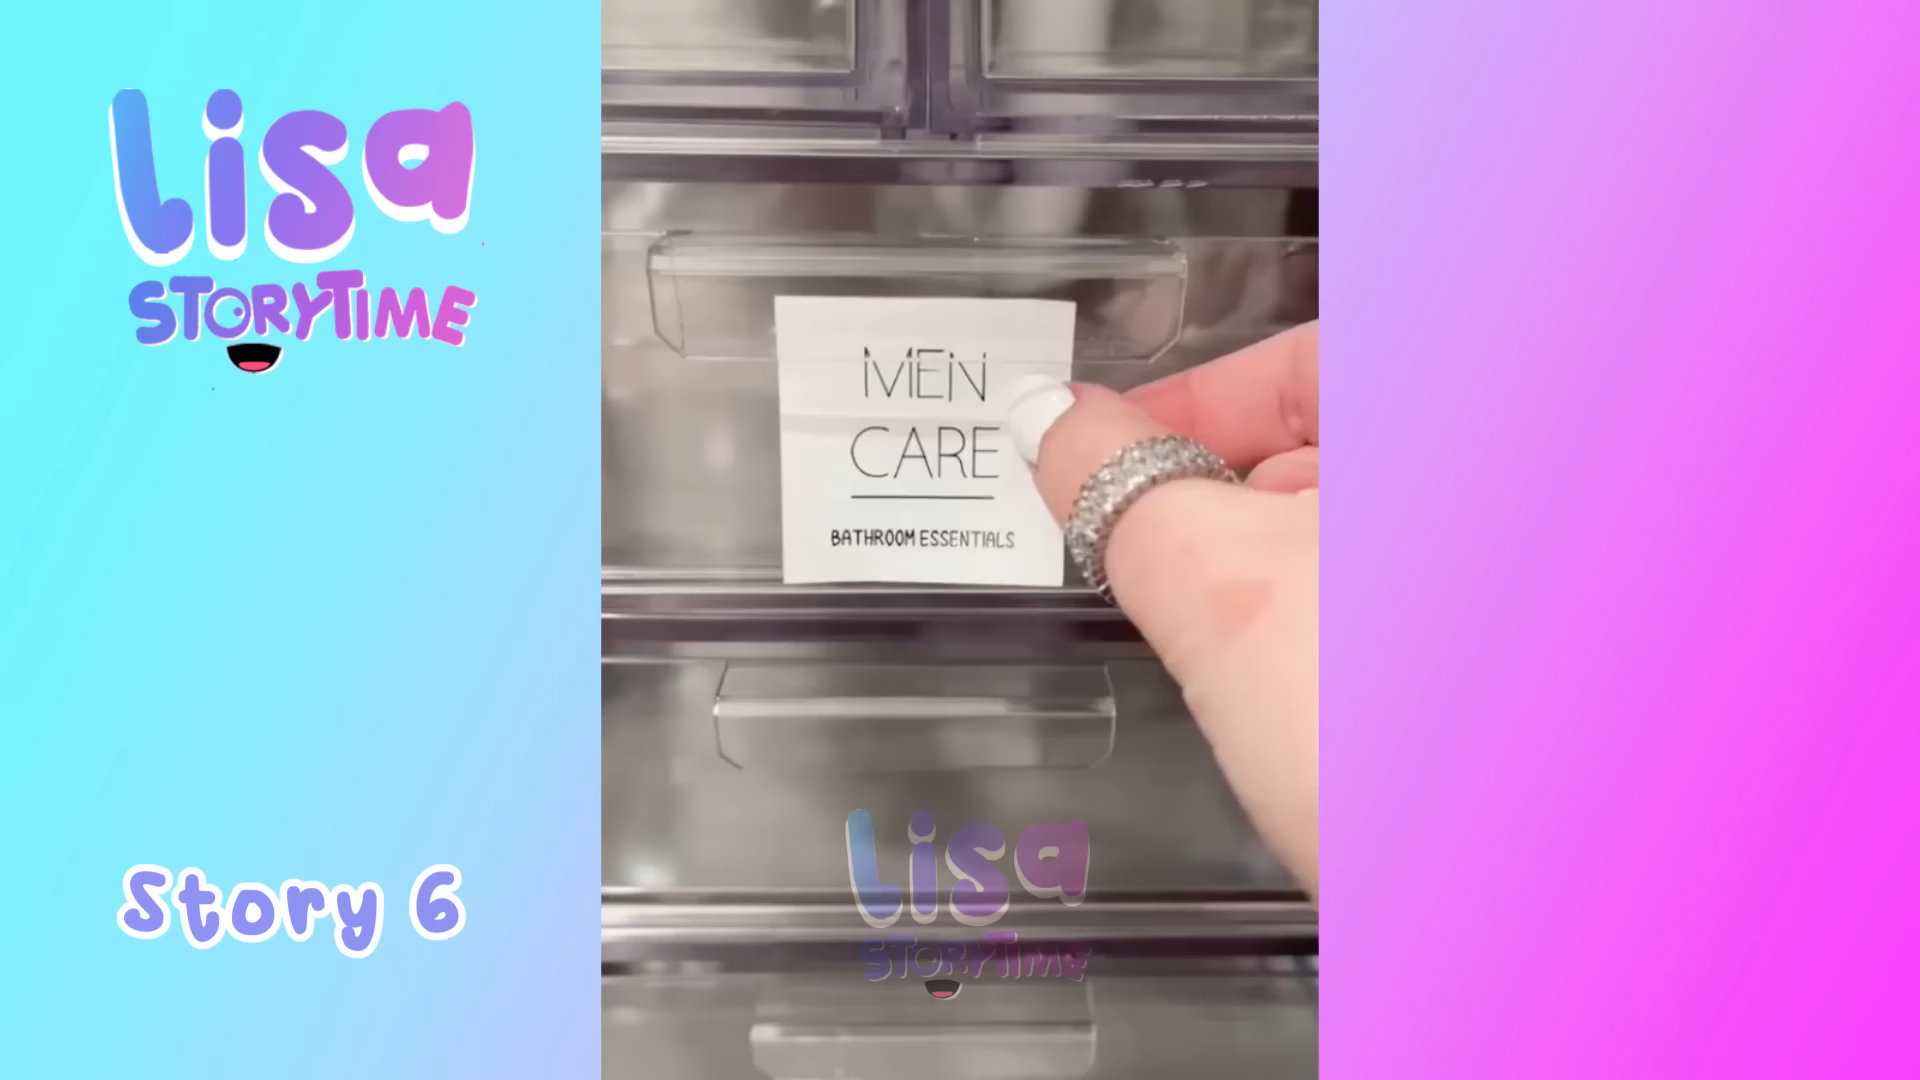 Lisa
STORYTIME
Story 6
MEN
CARE
BATHROOM ESSENTIALS
Lisa
STORYTIME